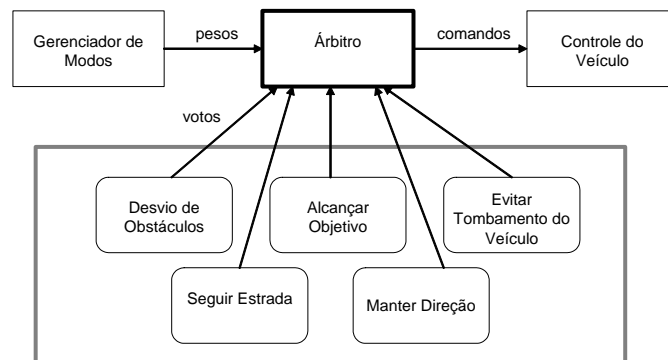 Gerenciador de
Modos
pesos
Árbitro
comandos
Controle do
Veículo
votos
Desvio de
Obstáculos
Alcançar
Objetivo
Evitar
Tombamento do
Veículo
Seguir Estrada
Manter Direção